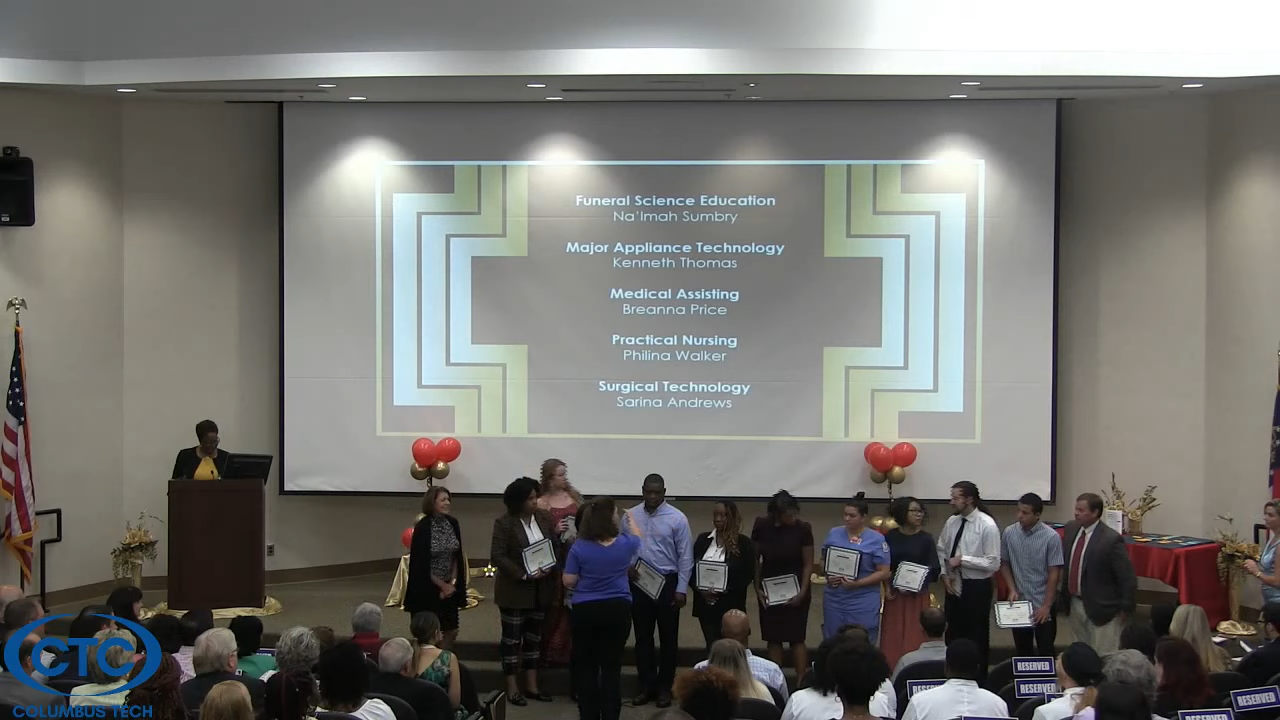 Funeral Science Education
Na'Imah Sumbry
Major Appliance Technology
Kenneth Thomas
Medical Assisting
Breanna Price
Practical Nursing
Philina Walker
Surgical Technology
Sarina Andrews
RESERVED
RESERVED
RESERVED
RESERVED
CTC
COLUMBUS TECH